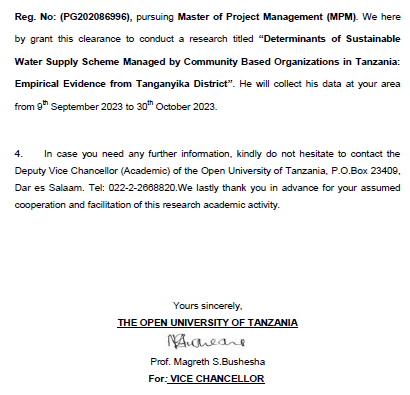 Reg. No: (PG202086996), pursuing Master of Project Management (MPM). We here
by grant this clearance to conduct a research titled “Determinants of Sustainable
Water Supply Scheme Managed by Community Based Organizations in Tanzania:
Empirical Evidence from Tanganyika District”. He will collect his data at your area
from 9th September 2023 to 30th October 2023.
4. In case you need any further information, kindly do not hesitate to contact the
Deputy Vice Chancellor (Academic) of the Open University of Tanzania, P.O.Box 23409,
Dar es Salaam. Tel: 022-2-2668820.We lastly thank you in advance for your assumed
cooperation and facilitation of this research academic activity.
Yours sincerely,
THE OPEN UNIVERSITY OF TANZANIA
Prof. Magreth S.Bushesha
For: VICE CHANCELLOR